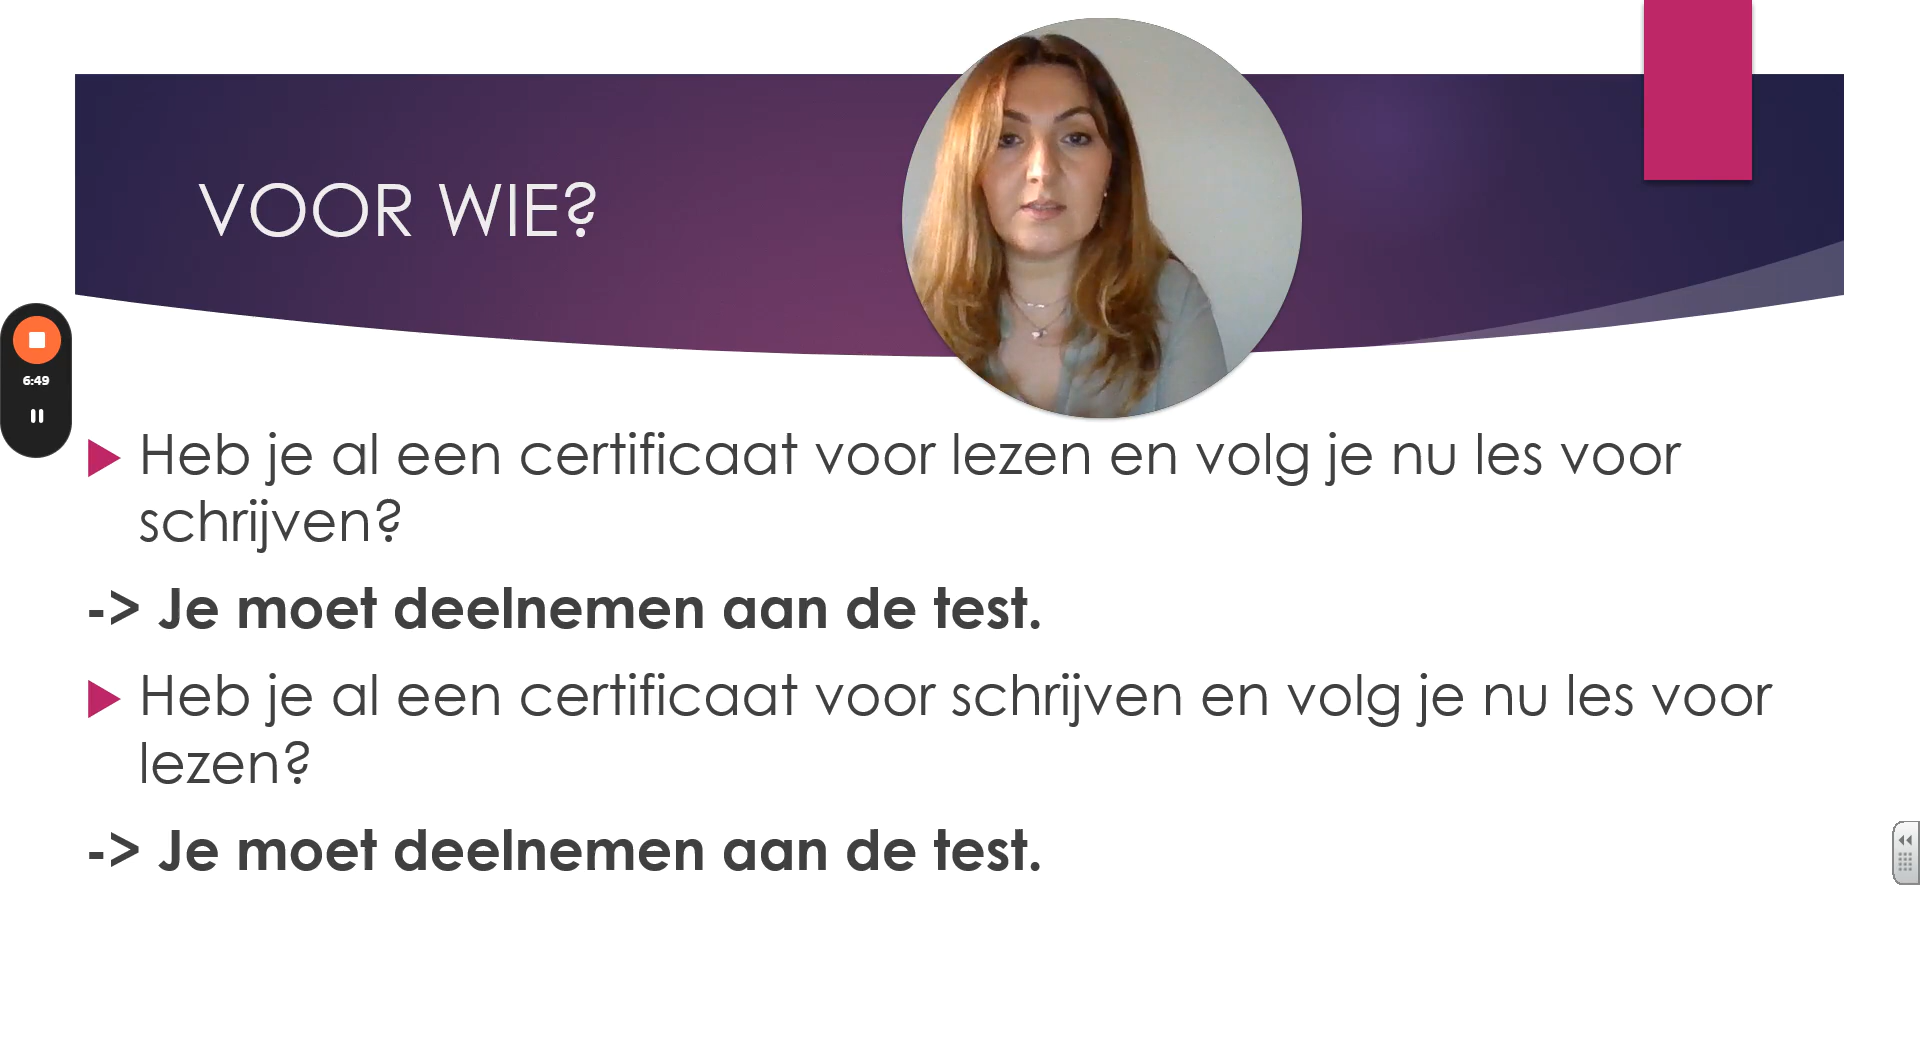 VOOR WIE?
6:49
Heb je al een certificaat voor lezen en volg je nu les voor
schrijven?
-> Je moet deelnemen aan de test.
Heb je al een certificaat voor schrijven en volg je nu les voor
lezen?
-> Je moet deelnemen aan de test.